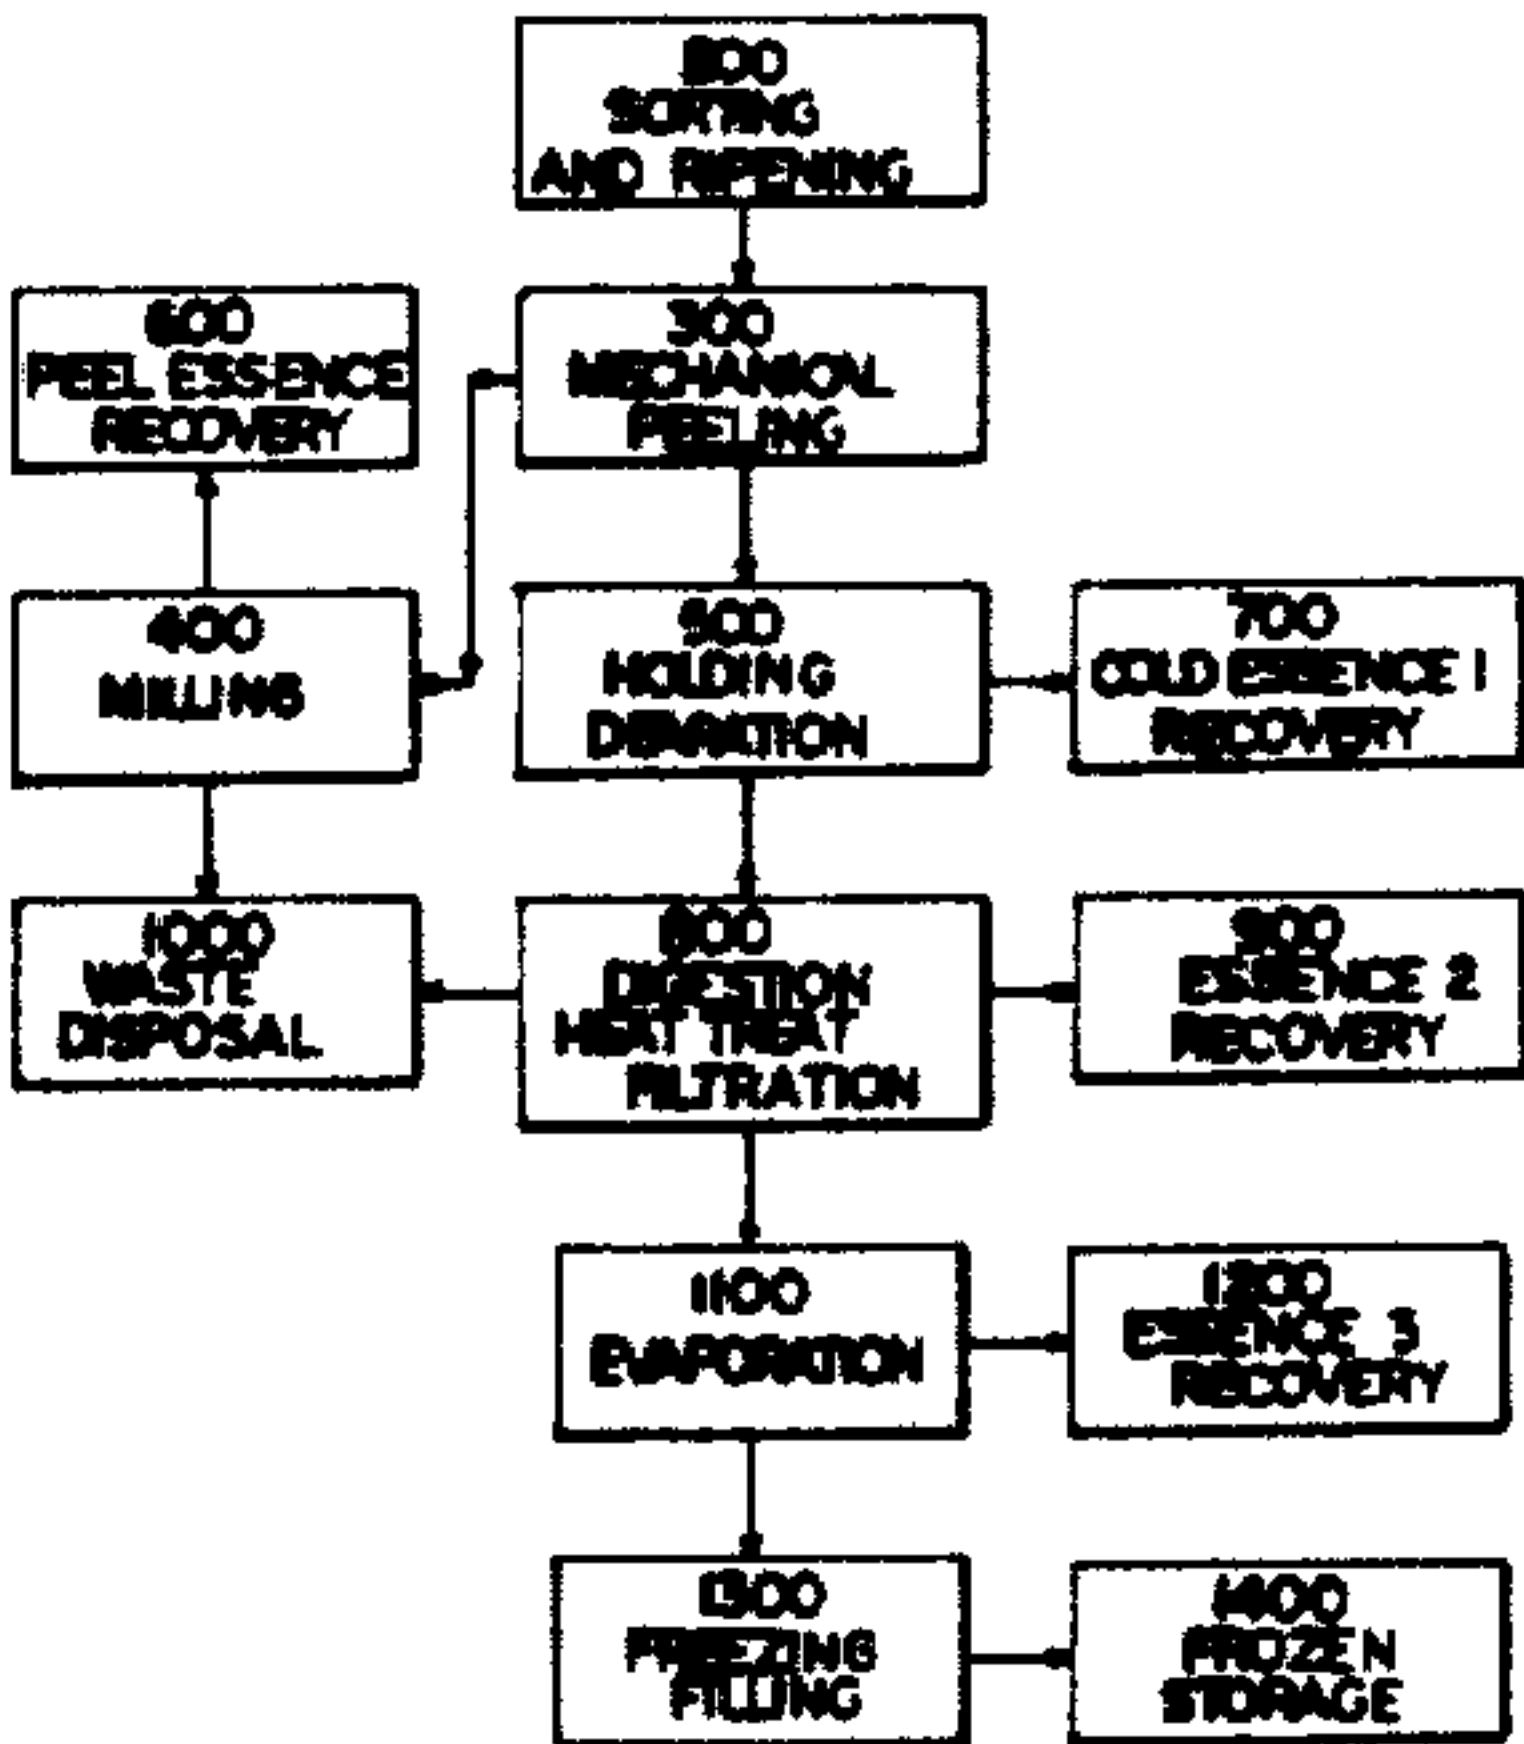 SORTING
AND RIPENING
600
PEEL ESSENCE
RECOVERY
300
MECHANICAL
PEELING
400
MILLING
500
HOLDING
700
COLD ESSENCE 1
RECOVERY
1000
WASTE
DISPOSAL
800
DIGESTION
HEAT TREAT
FILTRATION
900
ESSENCE 2
RECOVERY
1100
EVAPORATION
1200
ESSENCE 3
RECOVERY
1300
FREEZING
FILLING
1400
FROZEN
STORAGE